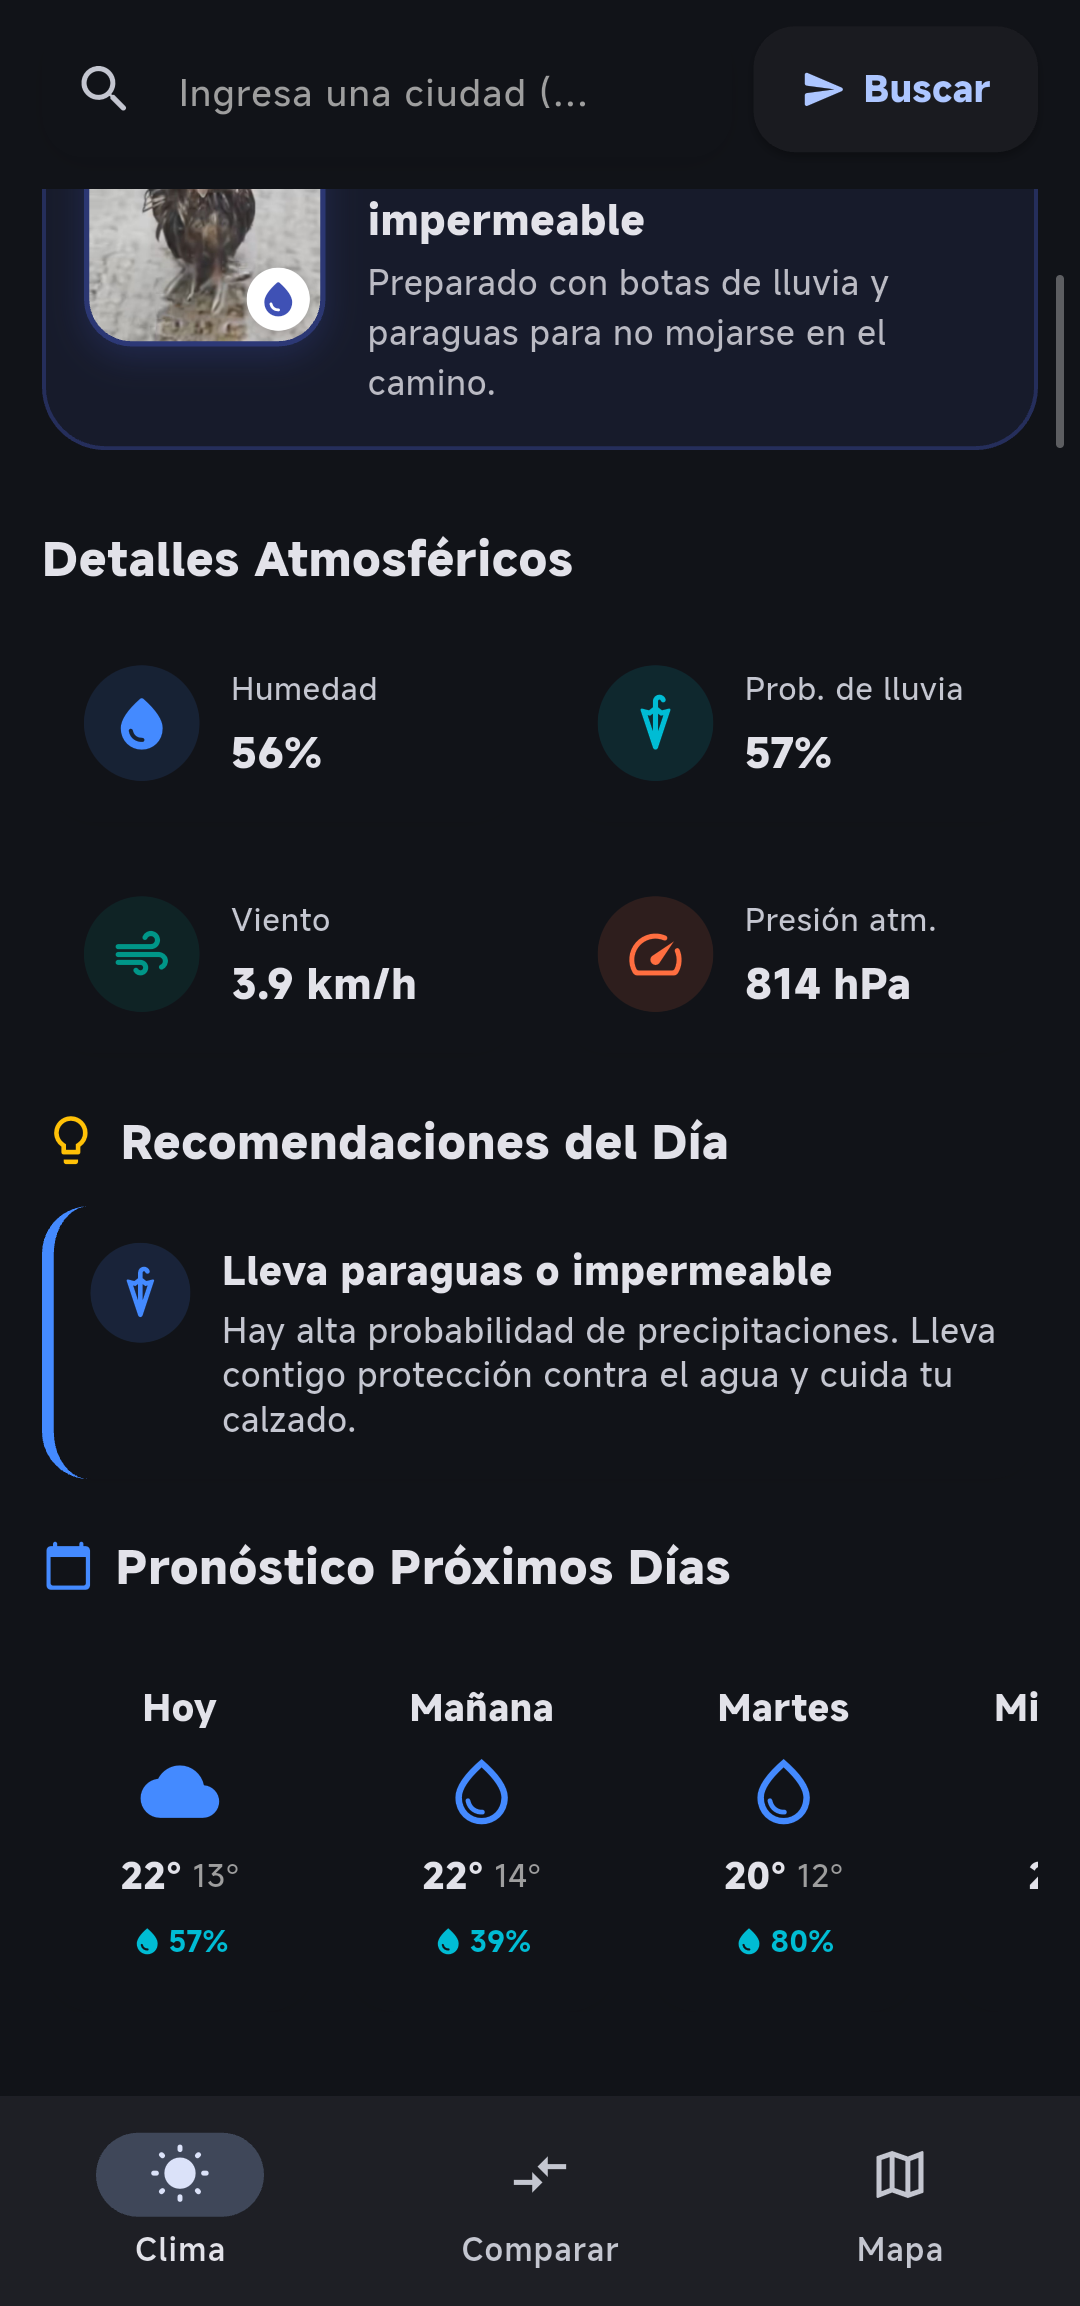 Ingresa una ciudad (...
Buscar
impermeable
Preparado con botas de lluvia y
paraguas para no mojarse en el
camino.
Detalles Atmosféricos
Humedad
56%
Prob. de lluvia
57%
Viento
3.9 km/h
Presión atm.
814 hPa
Recomendaciones del Día
Lleva paraguas o impermeable
Hay alta probabilidad de precipitaciones. Lleva
contigo protección contra el agua y cuida tu
calzado.
Pronóstico Próximos Días
Hoy
22° 13°
57%
Mañana
22° 14°
39%
Martes
20° 12°
80%
Mi
Clima
Comparar
Mapa